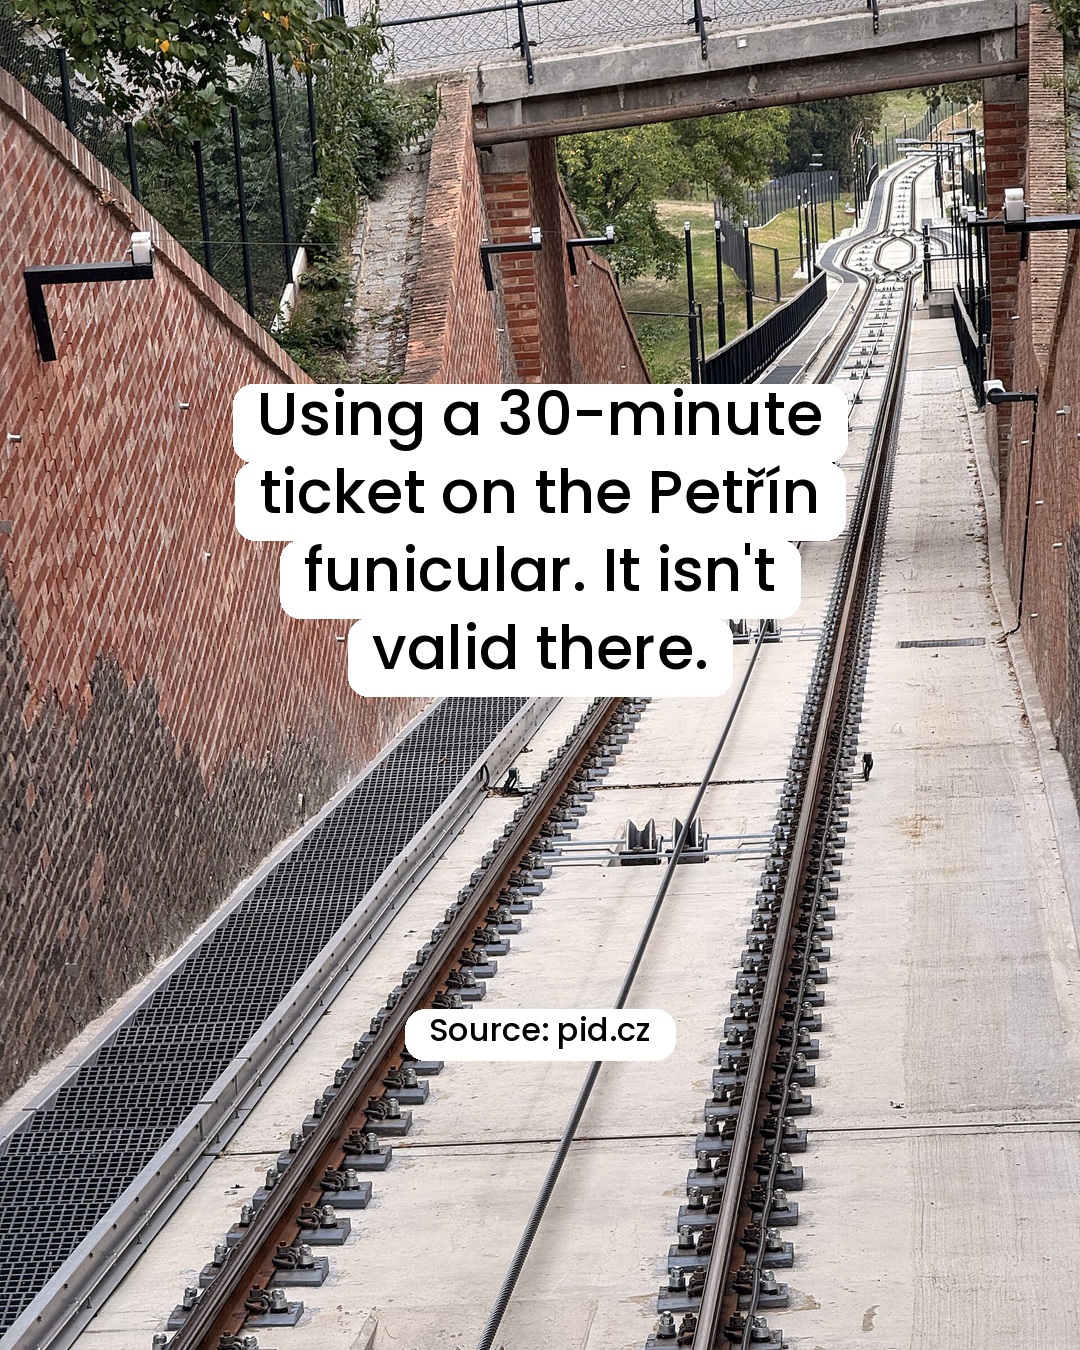 Using a 30-minute
ticket on the Petřín
funicular. It isn't
valid there.
Source: pid.cz